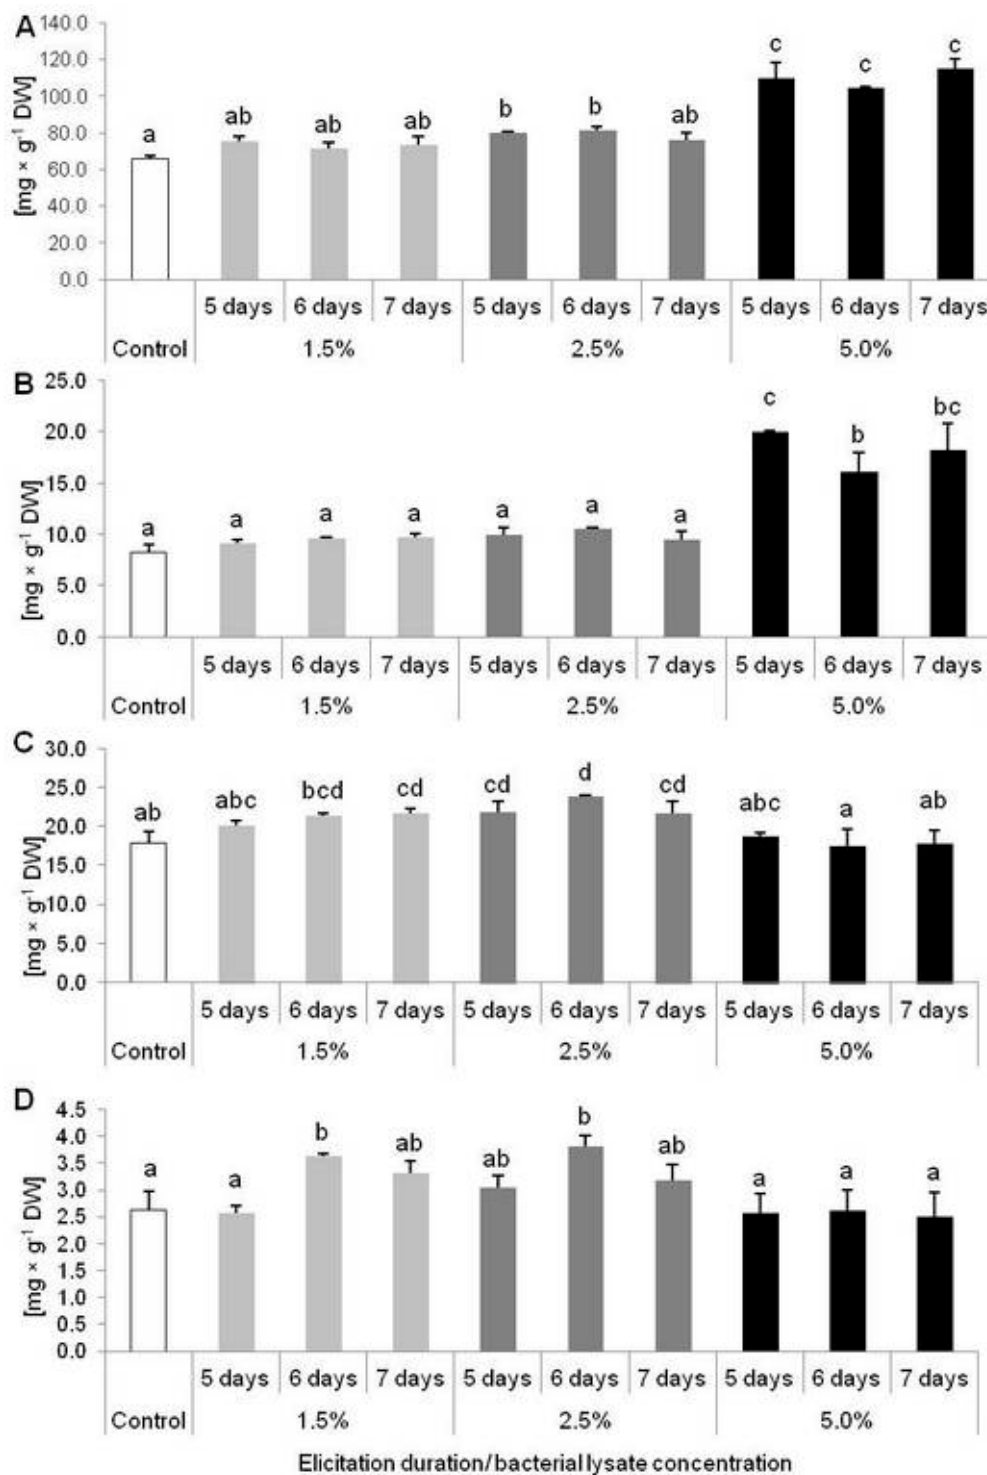 A
140.0
120.0
100.0
80.0
60.0
40.0
20.0
0.0
[mg × g⁻¹ DW]
a ab ab ab b b ab c c c
5 days 6 days 7 days 5 days 6 days 7 days 5 days 6 days 7 days
Control 1.5% 2.5% 5.0%
B
25.0
20.0
15.0
10.0
5.0
0.0
[mg × g⁻¹ DW]
a a a a a a a c b bc
5 days 6 days 7 days 5 days 6 days 7 days 5 days 6 days 7 days
Control 1.5% 2.5% 5.0%
C
30.0
25.0
20.0
15.0
10.0
5.0
0.0
[mg × g⁻¹ DW]
ab abc bcd cd cd d cd abc a ab
5 days 6 days 7 days 5 days 6 days 7 days 5 days 6 days 7 days
Control 1.5% 2.5% 5.0%
D
4.5
4.0
3.5
3.0
2.5
2.0
1.5
1.0
0.5
0.0
[mg × g⁻¹ DW]
a a b ab ab b ab a a a
5 days 6 days 7 days 5 days 6 days 7 days 5 days 6 days 7 days
Control 1.5% 2.5% 5.0%
Elicitation duration/bacterial lysate concentration